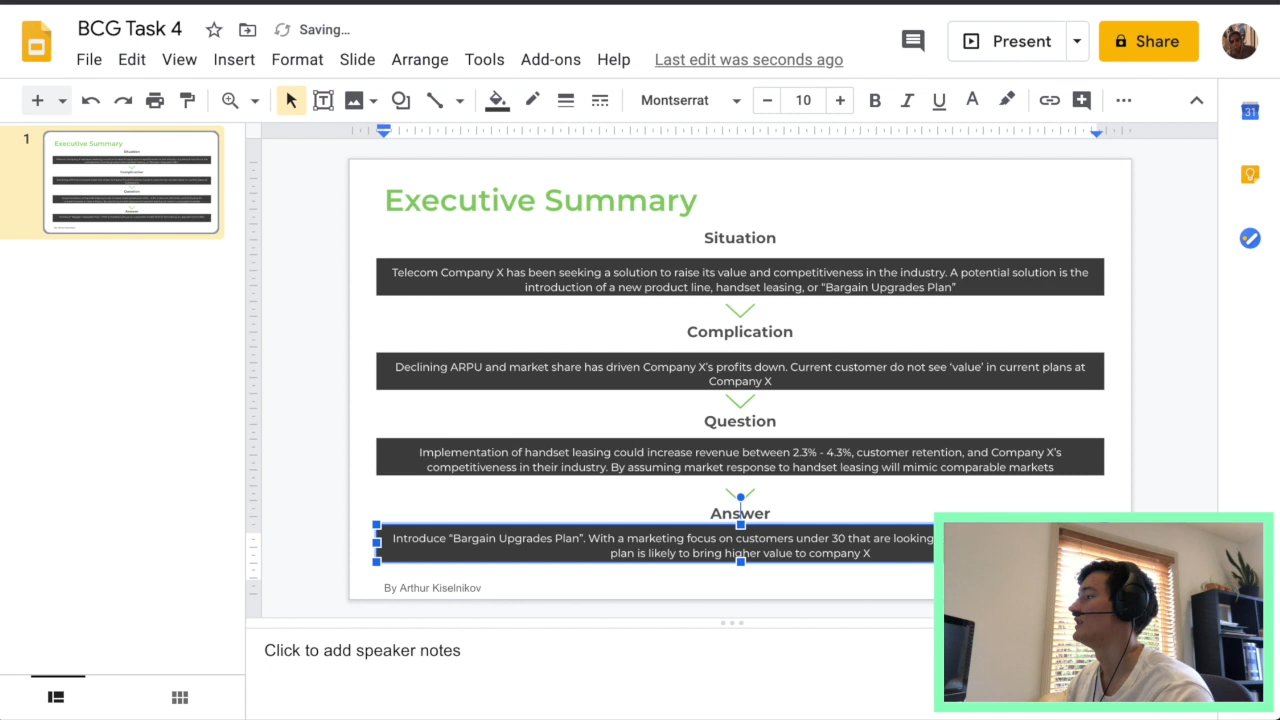 BCG Task 4
Saving...
File Edit View Insert Format Slide Arrange Tools Add-ons Help Last edit was seconds ago
Present
Share
Montserrat
10
B I U A
31
1
Executive Summary
Situation
Telecom Company X has been seeking a solution to raise its value and competitiveness in the industry. A potential solution is the
introduction of a new product line, handset leasing, or “Bargain Upgrades Plan”
Complication
Declining ARPU and market share has driven Company X’s profits down. Current customer do not see ‘value’ in current plans at
Company X
Question
Implementation of handset leasing could increase revenue between 2.3% - 4.3%, customer retention, and Company X’s
competitiveness in their industry. By assuming market response to handset leasing will mimic comparable markets
Answer
Introduce “Bargain Upgrades Plan”. With a marketing focus on customers under 30 that are looking
plan is likely to bring higher value to company X
By Arthur Kiselnikov
Click to add speaker notes